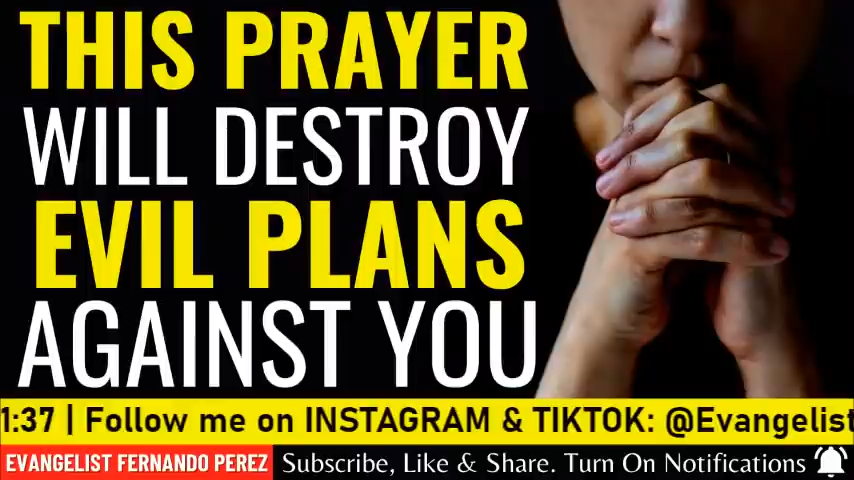 THIS PRAYER
WILL DESTROY
EVIL PLANS
AGAINST YOU
1:37 | Follow me on INSTAGRAM & TIKTOK: @Evangelist
EVANGELIST FERNANDO PEREZ Subscribe, Like & Share. Turn On Notifications